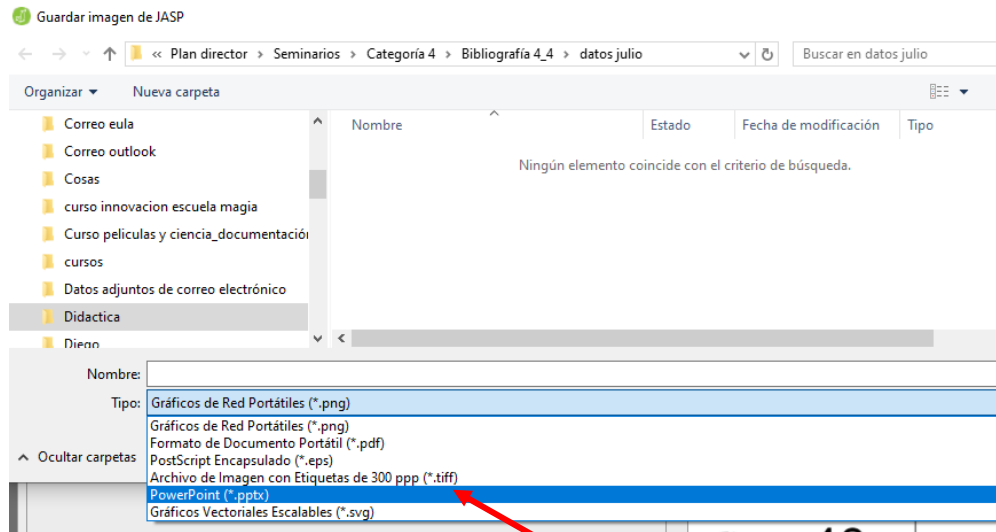 Guardar imagen de JASP
« Plan director > Seminarios > Categoría 4 > Bibliografía 4_4 > datos julio
Buscar en datos julio
Organizar
Nueva carpeta
Correo eula
Correo outlook
Cosas
curso innovacion escuela magia
Curso peliculas y ciencia_documentación
cursos
Datos adjuntos de correo electrónico
Didactica
Diego
Nombre
Estado
Fecha de modificación
Tipo
Ningún elemento coincide con el criterio de búsqueda.
Nombre:
Tipo: Gráficos de Red Portátiles (*.png)
Gráficos de Red Portátiles (*.png)
Formato de Documento Portátil (*.pdf)
Ocultar carpetas
PostScript Encapsulado (*.eps)
Archivo de Imagen con Etiquetas de 300 ppp (*.tiff)
PowerPoint (*.pptx)
Gráficos Vectoriales Escalables (*.svg)